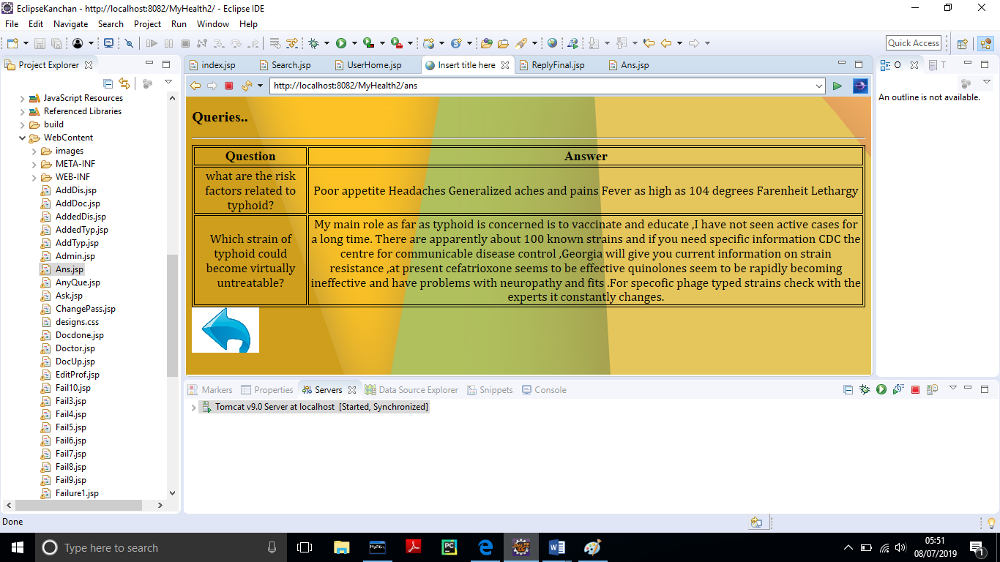 EclipseKanchan - http://localhost:8082/MyHealth2/ - Eclipse IDE
File Edit Navigate Search Project Run Window Help
Quick Access
Project Explorer
index.jsp Search.jsp UserHome.jsp Insert title here ReplyFinal.jsp Ans.jsp
O T
http://localhost:8082/MyHealth2/ans
An outline is not available.
JavaScript Resources
Referenced Libraries
build
WebContent
images
META-INF
WEB-INF
AddDis.jsp
AddDoc.jsp
AddedDis.jsp
AddedTyp.jsp
AddTyp.jsp
Admin.jsp
Ans.jsp
AnyQue.jsp
Ask.jsp
ChangePass.jsp
designs.css
Docdone.jsp
Doctor.jsp
DocUp.jsp
EditProf.jsp
Fail10.jsp
Fail3.jsp
Fail4.jsp
Fail5.jsp
Fail6.jsp
Fail7.jsp
Fail8.jsp
Fail9.jsp
Failure1.jsp
Queries..
Question Answer
what are the risk
factors related to
typhoid?
Poor appetite Headaches Generalized aches and pains Fever as high as 104 degrees Farenheit Lethargy
Which strain of
typhoid could
become virtually
untreatable?
My main role as far as typhoid is concerned is to vaccinate and educate ,I have not seen active cases for
a long time. There are apparently about 100 known strains and if you need specific information CDC the
centre for communicable disease control ,Georgia will give you current information on strain
resistance ,at present cefatrioxone seems to be effective quinolones seem to be rapidly becoming
ineffective and have problems with neuropathy and fits .For specofic phage typed strains check with the
experts it constantly changes.
Markers Properties Servers Data Source Explorer Snippets Console
Tomcat v9.0 Server at localhost [Started, Synchronized]
Done
Type here to search
MySQL
PC
JAVA EE
IDE
05:51
08/07/2019
1